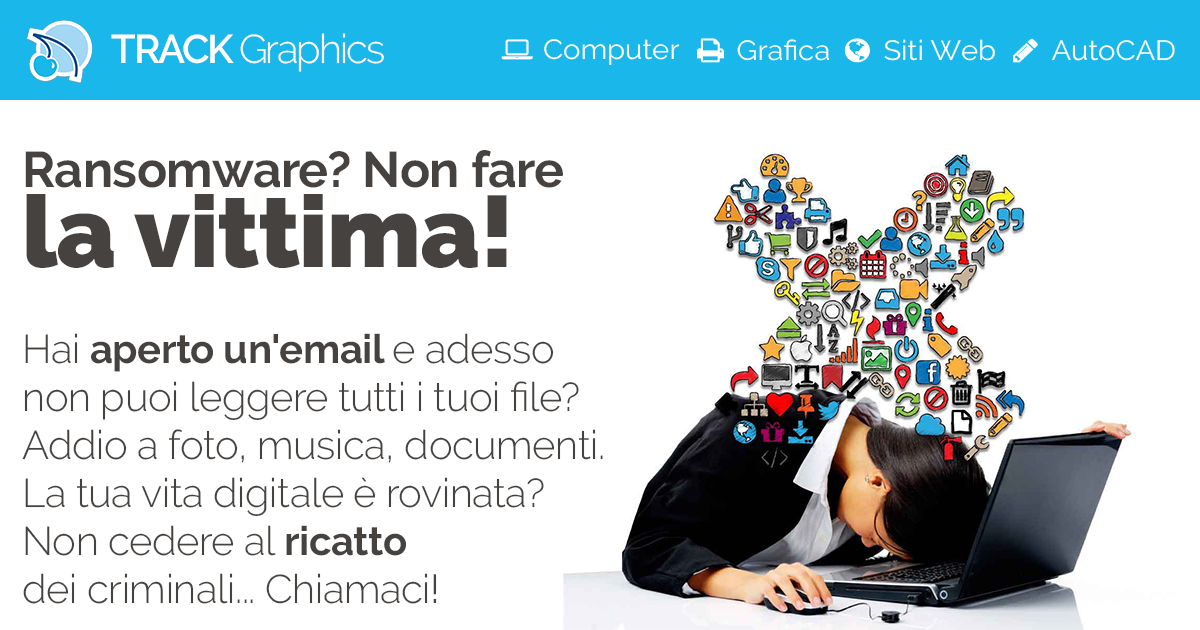 TRACK Graphics
Computer Grafica Siti Web AutoCAD
Ransomware? Non fare
la vittima!
Hai aperto un'email e adesso
non puoi leggere tutti i tuoi file?
Addio a foto, musica, documenti.
La tua vita digitale è rovinata?
Non cedere al ricatto
dei criminali... Chiamaci!